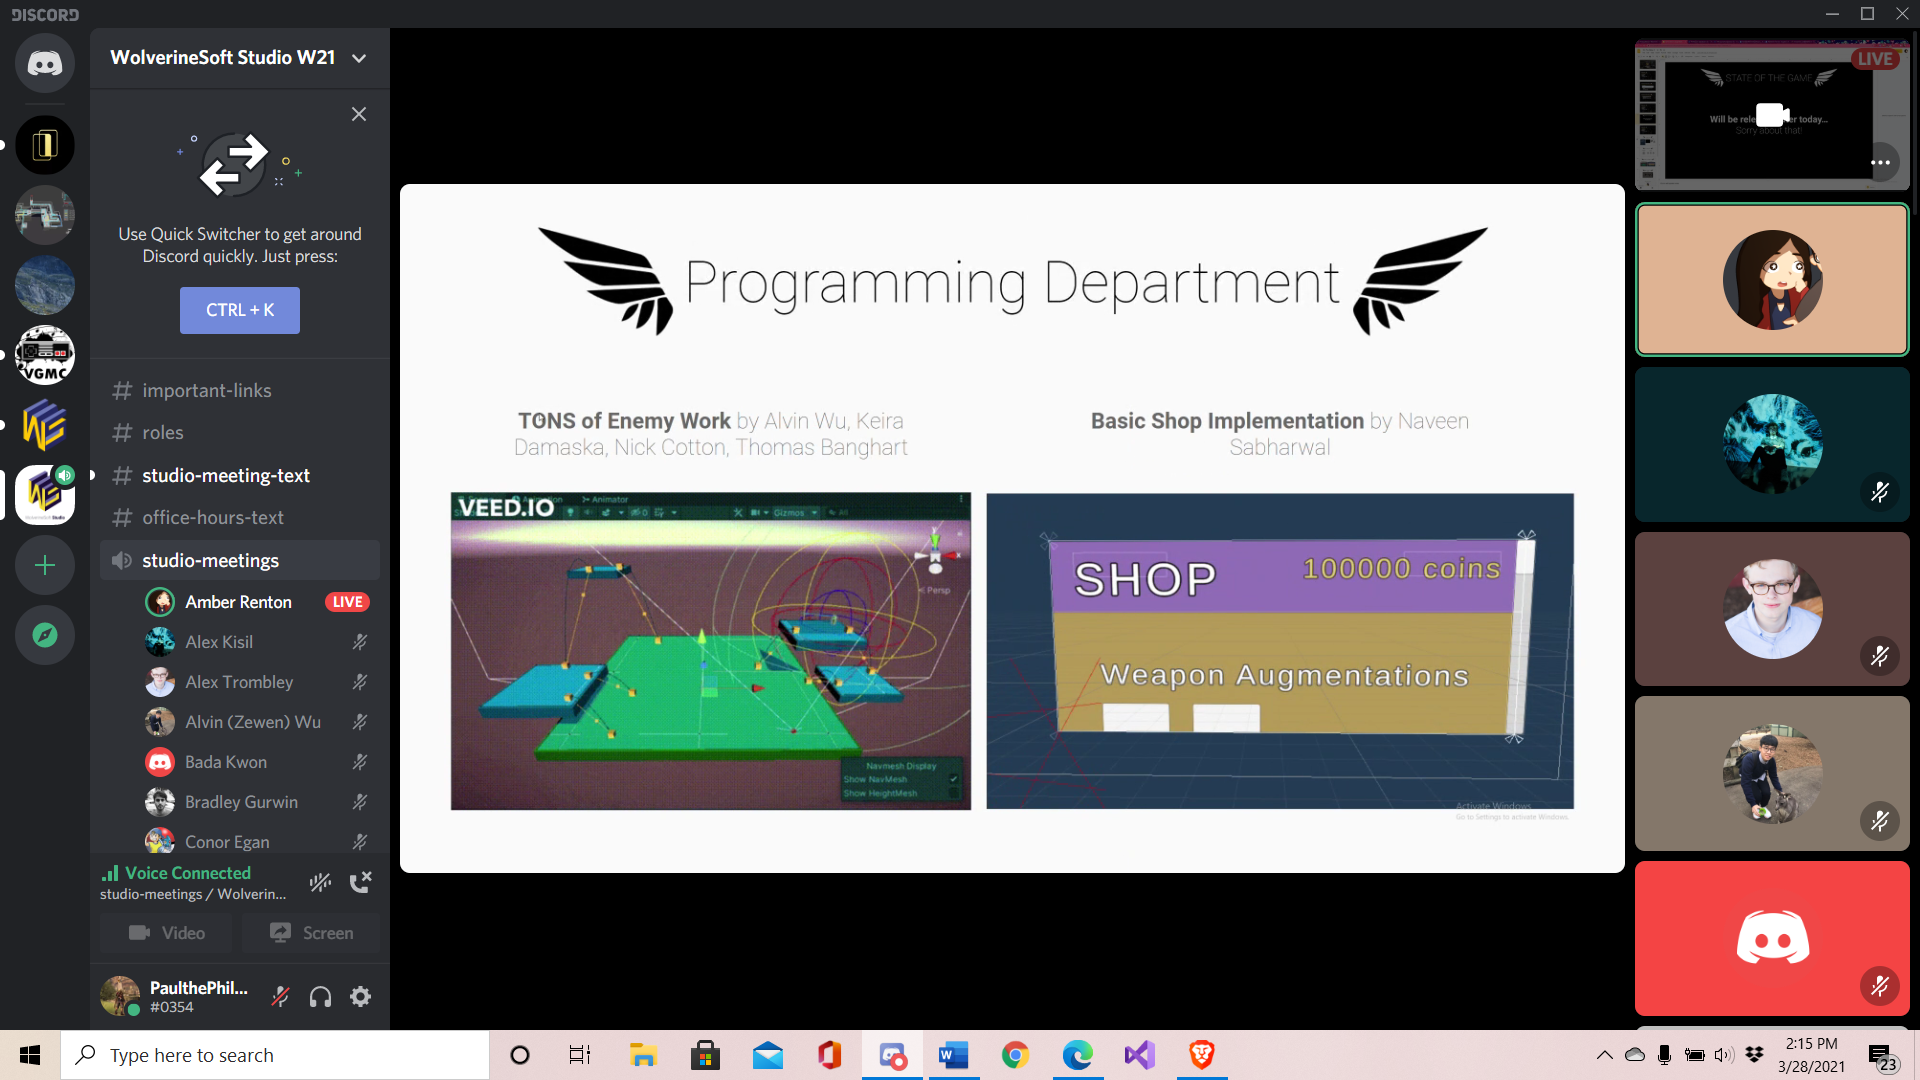 DISCORD
WolverineSoft Studio W21
Use Quick Switcher to get around
Discord quickly. Just press:
CTRL + K
important-links
roles
studio-meeting-text
office-hours-text
studio-meetings
Amber Renton LIVE
Alex Kisil
Alex Trombley
Alvin (Zewen) Wu
Bada Kwon
Bradley Gurwin
Conor Egan
Voice Connected
studio-meetings / Wolverin...
Video Screen
PaulthePhil...
#0354
VGMC
Programming Department
TONS of Enemy Work by Alvin Wu, Keira
Damaska, Nick Cotton, Thomas Banghart
Basic Shop Implementation by Naveen
Sabharwal
VEED.IO
Animator
Gizmos
Persp
Navmesh Display
Show NavMesh
Show HeightMesh
SHOP
100000 coins
Weapon Augmentations
Activate Windows
Go to Settings to activate Windows.
LIVE
STATE OF THE GAME
Will be
today...
Sorry about that!
Type here to search
2:15 PM
3/28/2021
23